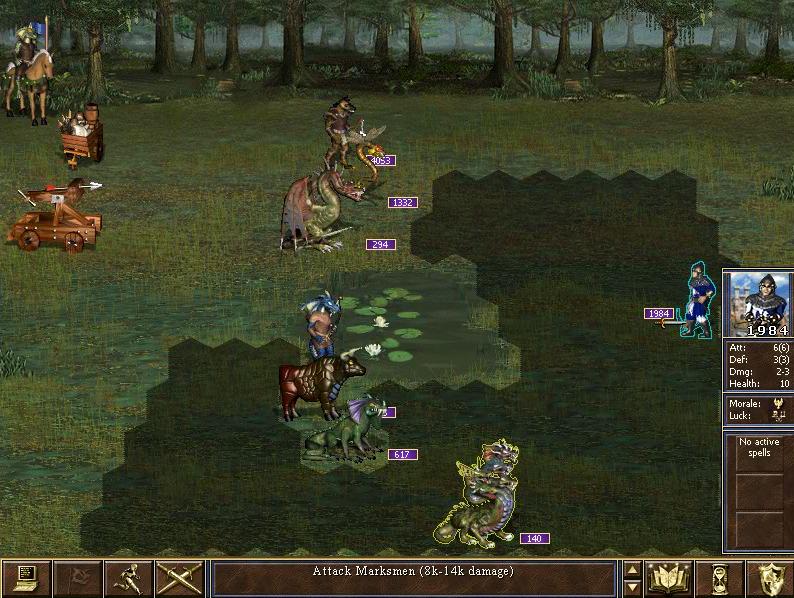 4053
1332
294
1984
1984
Att: 6(6)
Def: 3(3)
Dmg: 2-3
Health: 10
Morale:
Luck:
No active
spells
617
140
Attack Marksmen (8k-14k damage)